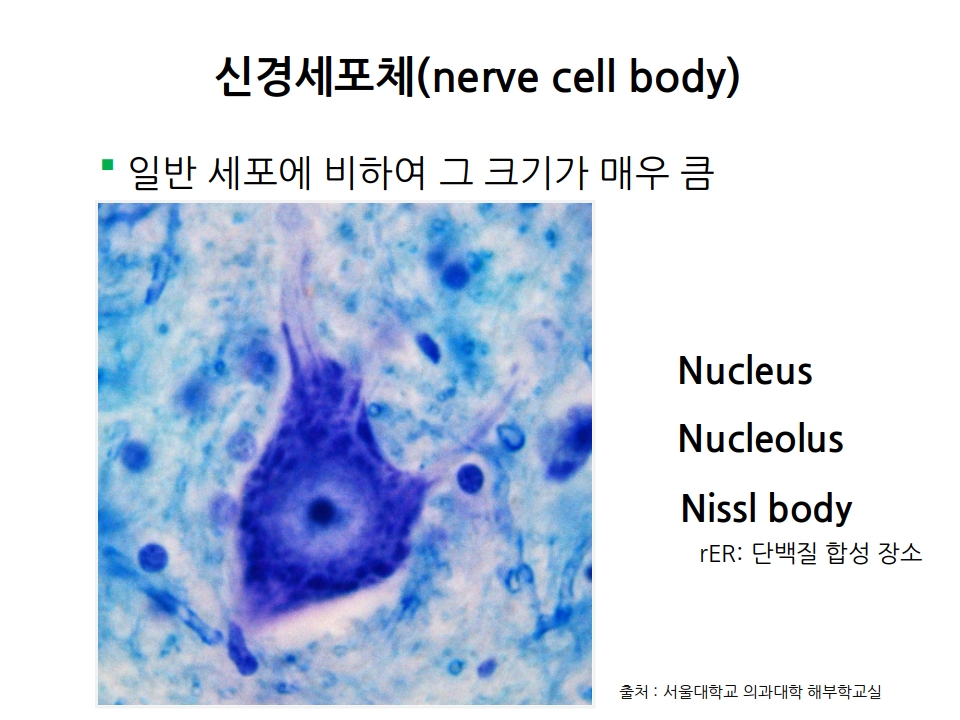 신경세포체(nerve cell body)
일반 세포에 비하여 그 크기가 매우 큼
Nucleus
Nucleolus
Nissl body
rER: 단백질 합성 장소
출처 : 서울대학교 의과대학 해부학교실